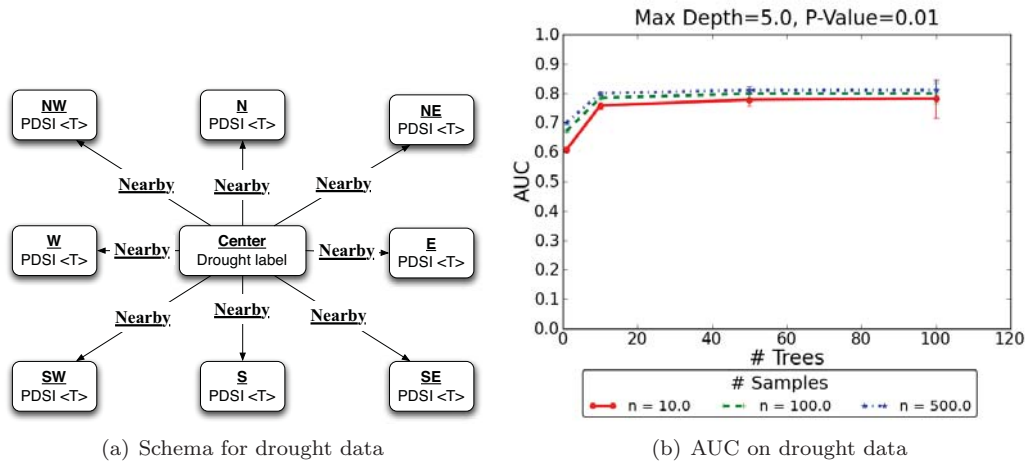 NW
PDSI <T>
N
PDSI <T>
NE
PDSI <T>
Nearby
Nearby
Nearby
W
PDSI <T>
Nearby
Center
Drought label
Nearby
E
PDSI <T>
Nearby
Nearby
Nearby
SW
PDSI <T>
S
PDSI <T>
SE
PDSI <T>
(a) Schema for drought data
Max Depth=5.0, P-Value=0.01
AUC
1.0
0.9
0.8
0.7
0.6
0.5
0.4
0.3
0.2
0.1
0.0
0 20 40 60 80 100 120
# Trees
# Samples
n = 10.0 n = 100.0 n = 500.0
(b) AUC on drought data